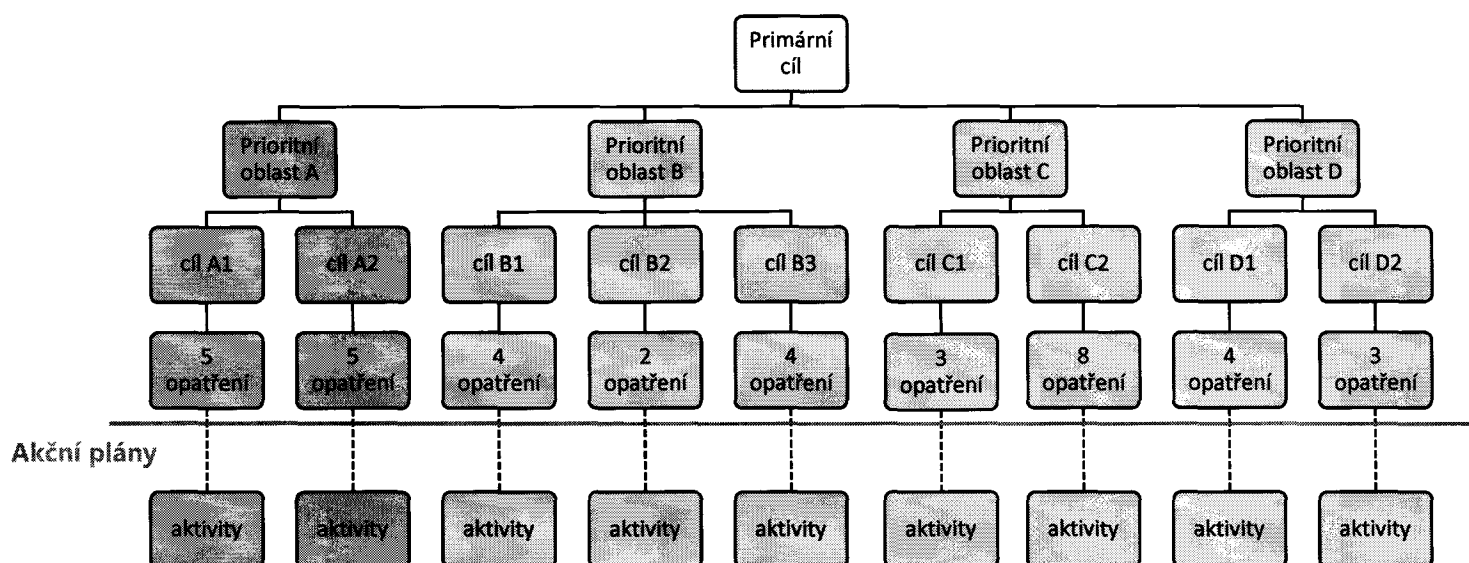 Primární
cíl
Prioritní
oblast A
Prioritní
oblast B
Prioritní
oblast C
Prioritní
oblast D
cíl A1
cíl A2
cíl B1
cíl B2
cíl B3
cíl C1
cíl C2
cíl D1
cíl D2
5
opatření
5
opatření
4
opatření
2
opatření
4
opatření
3
opatření
8
opatření
4
opatření
3
opatření
Akční plány
aktivity
aktivity
aktivity
aktivity
aktivity
aktivity
aktivity
aktivity
aktivity